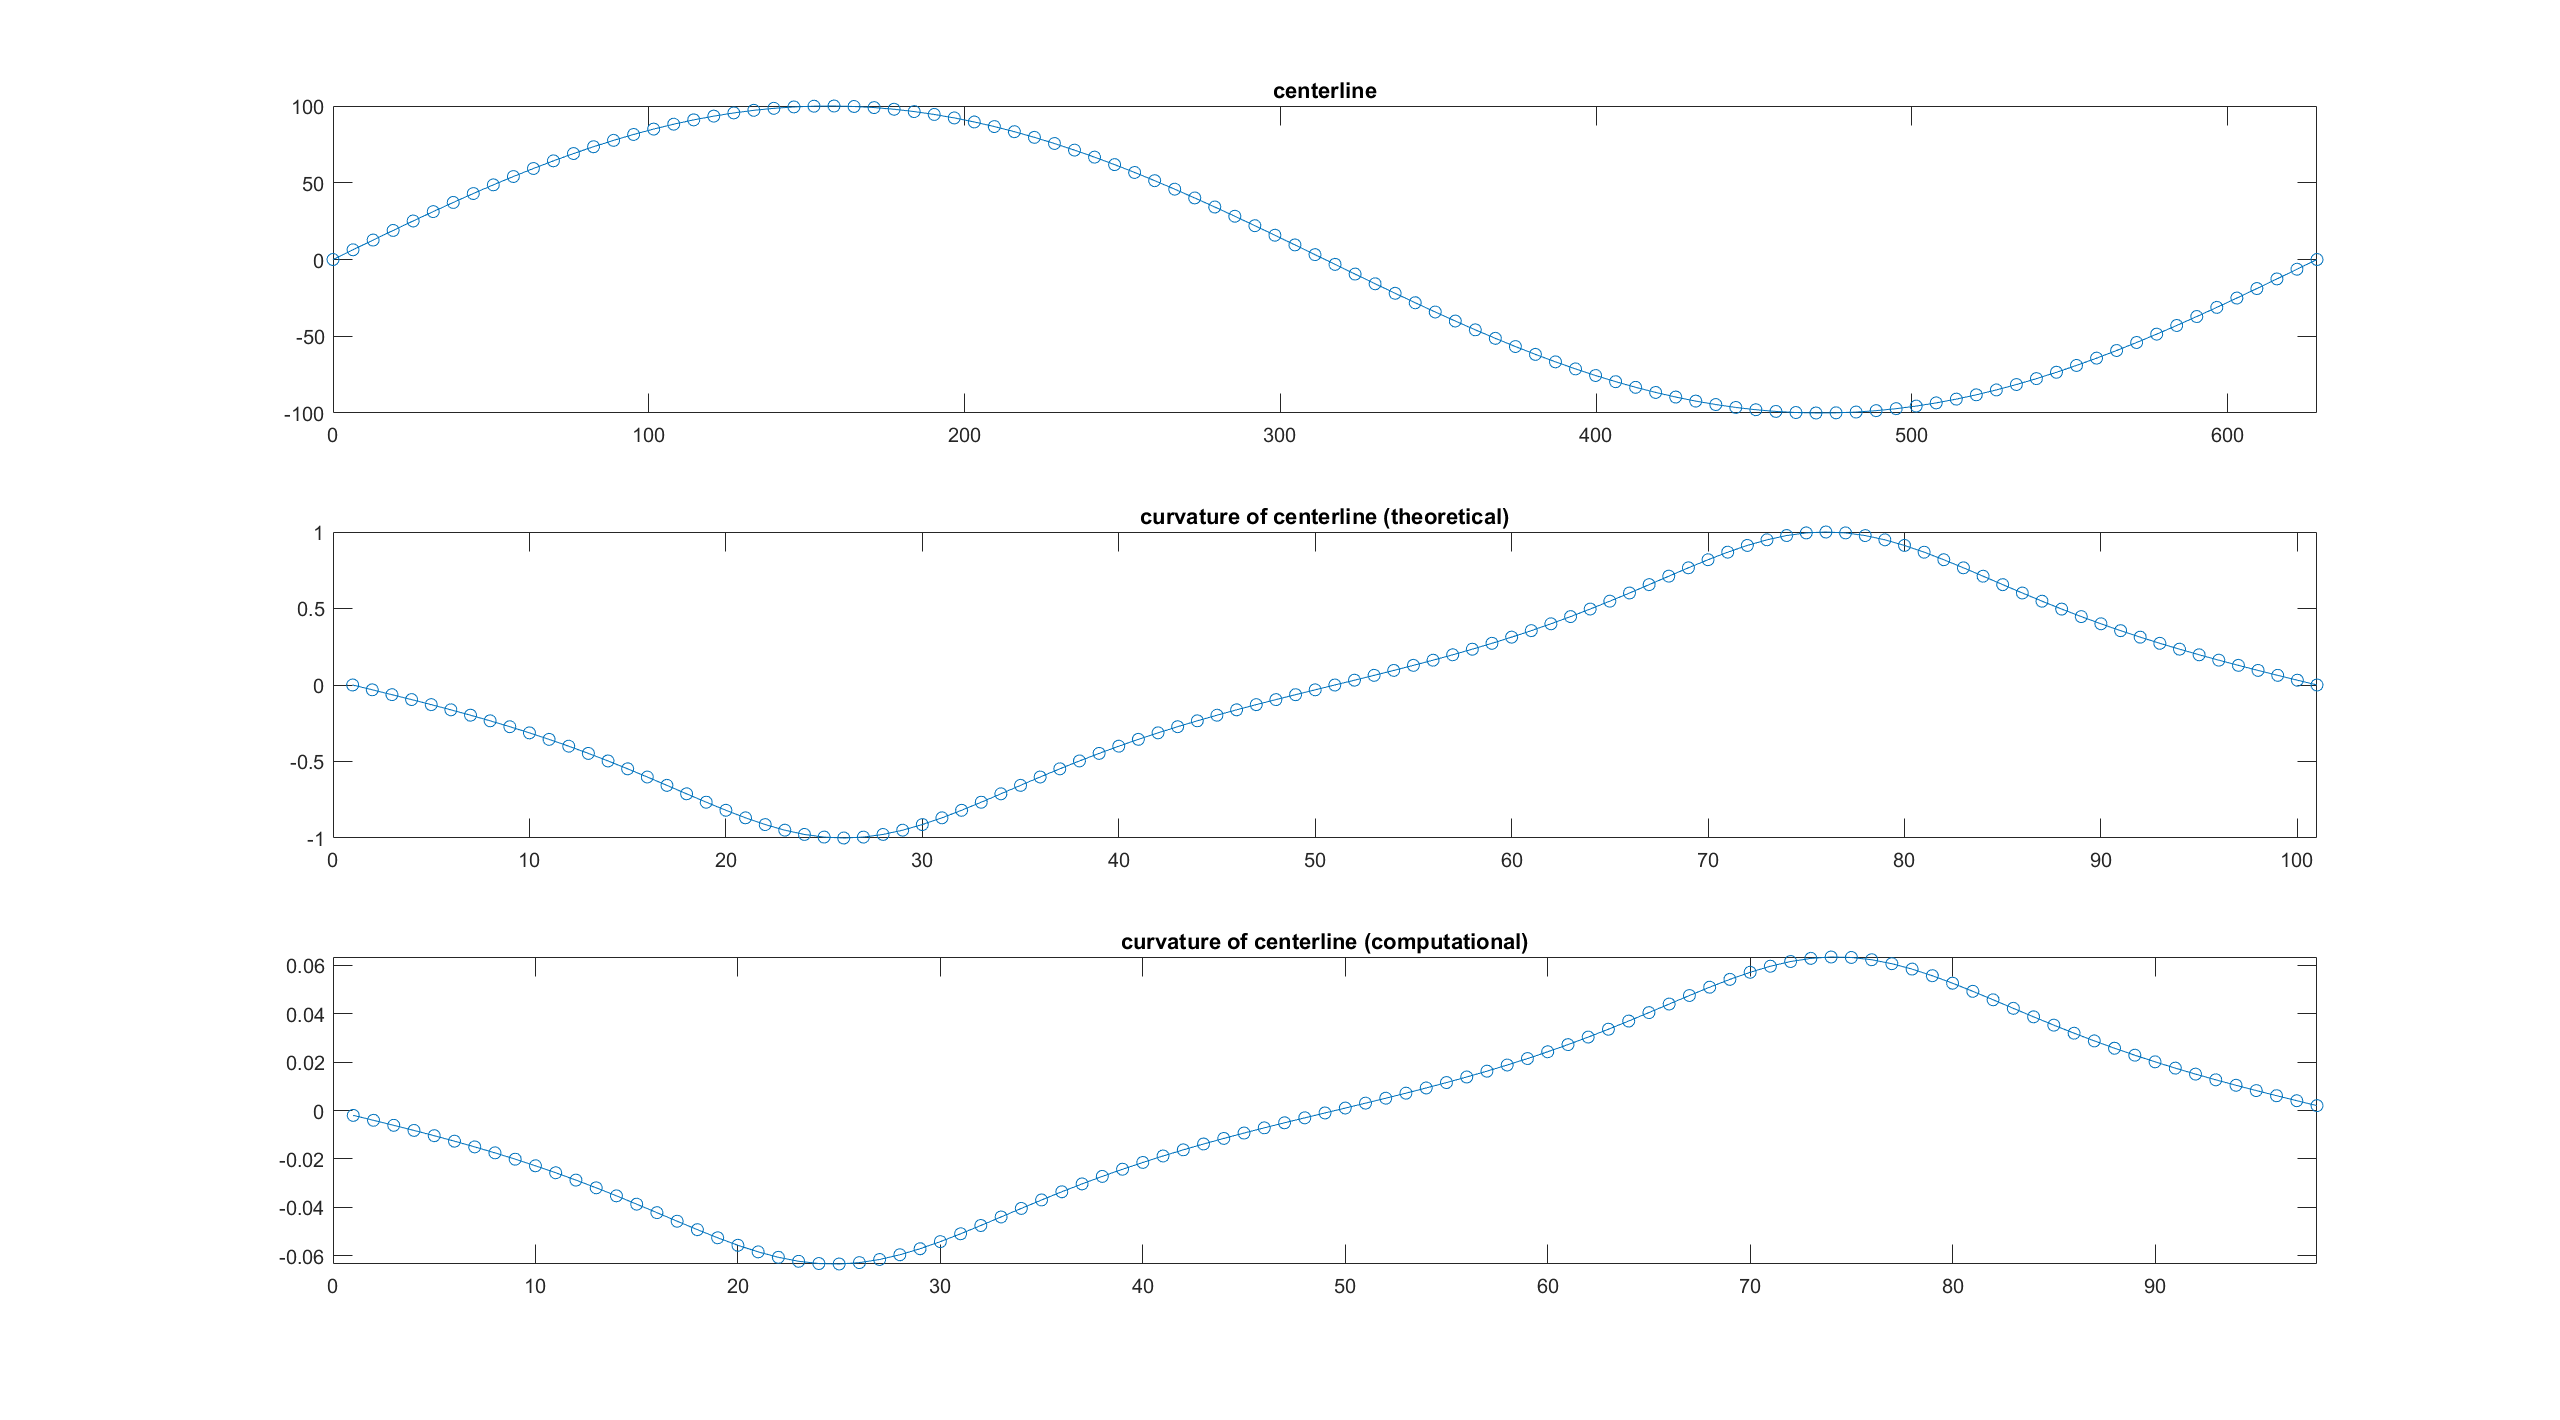 centerline
100
50
0
-50
-100
0 100 200 300 400 500 600
curvature of centerline (theoretical)
1
0.5
0
-0.5
-1
0 10 20 30 40 50 60 70 80 90 100
curvature of centerline (computational)
0.06
0.04
0.02
0
-0.02
-0.04
-0.06
0 10 20 30 40 50 60 70 80 90